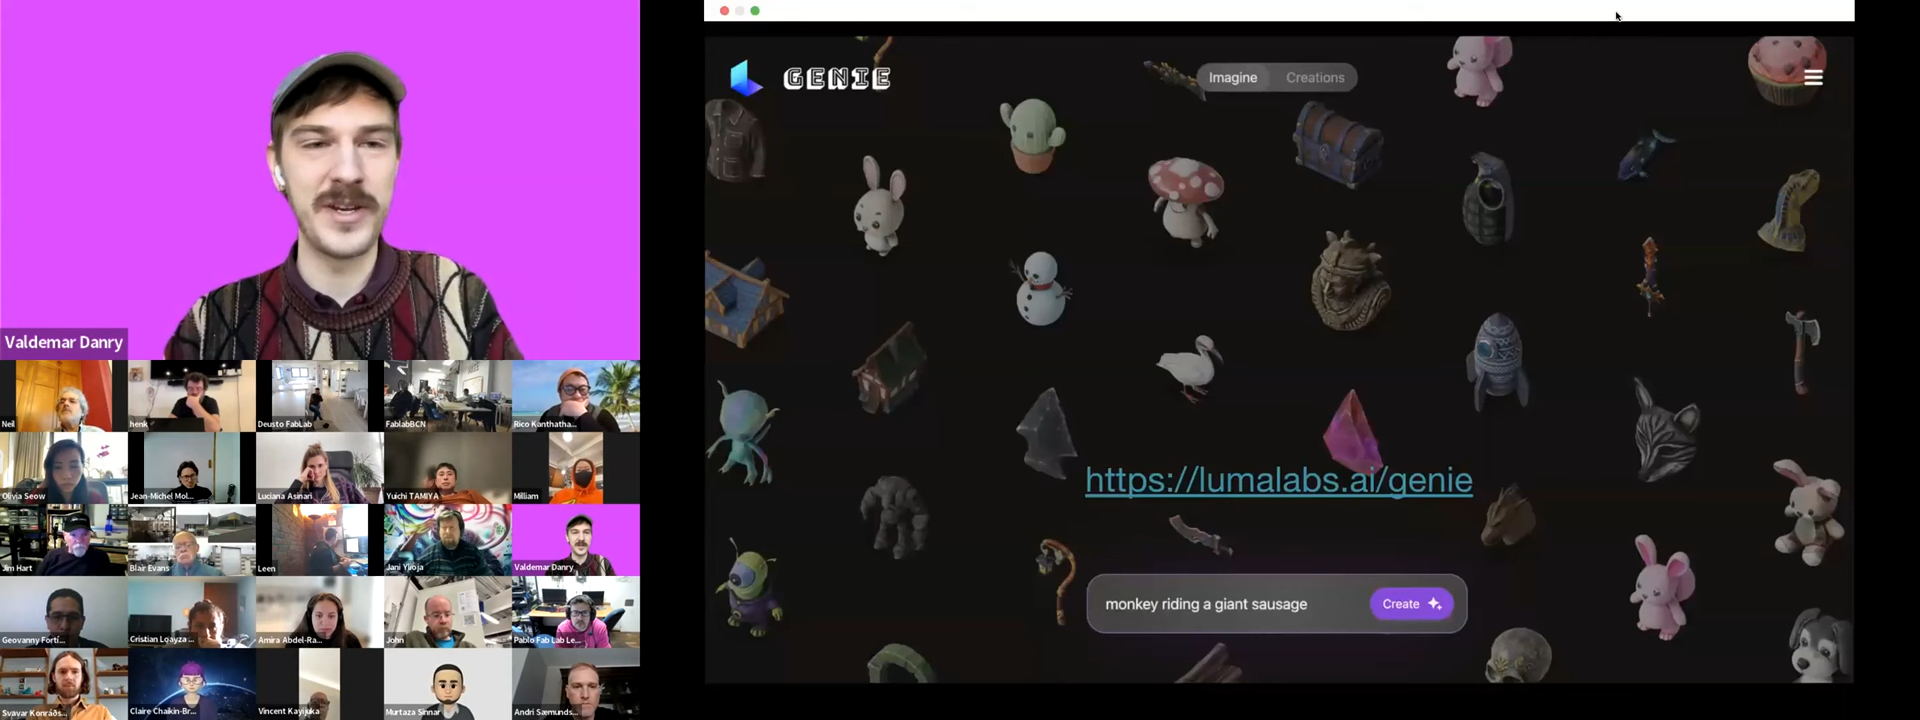 Valdemar Danry
Neil
henk
Deusto FabLab
FablabBCN
Rico Kanthatha...
Olivia Seow
Jean-Michel Mol...
Luciana Asinari
Yuichi TAMIYA
Milliam
Jim Hart
Blair Evans
Leen
Jani Ylioja
Valdemar Danry
Geovanny Forti...
Cristian Loayza ...
Amira Abdel-Ra...
John
Pablo Fab Lab Le...
Svavar Konráðs...
Claire Chaikin-Br...
Vincent Kayijuka
Murtaza Sinnar
Andri Sæmunds...
GENIE
Imagine
Creations
https://lumalabs.ai/genie
monkey riding a giant sausage
Create